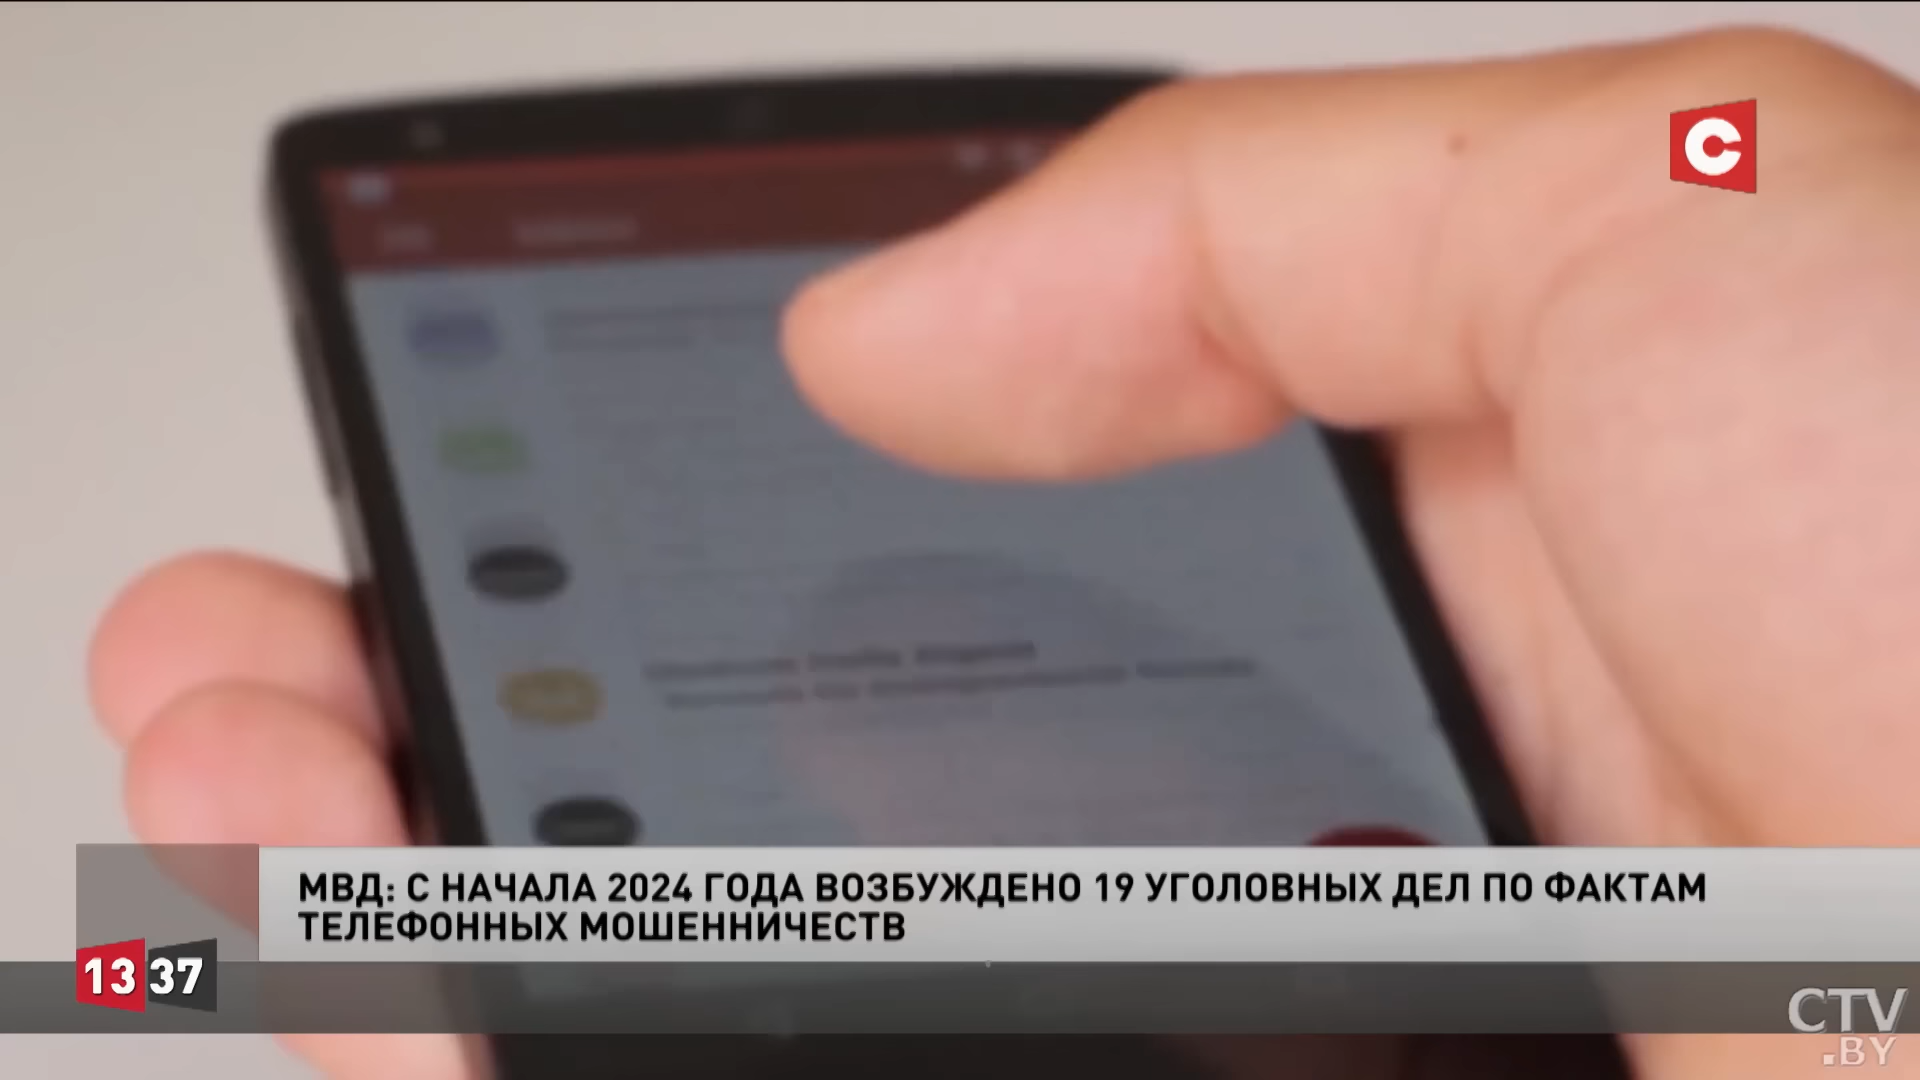 C
МВД: С НАЧАЛА 2024 ГОДА ВОЗБУЖДЕНО 19 УГОЛОВНЫХ ДЕЛ ПО ФАКТАМ
ТЕЛЕФОННЫХ МОШЕННИЧЕСТВ
13 37
CTV
.BY